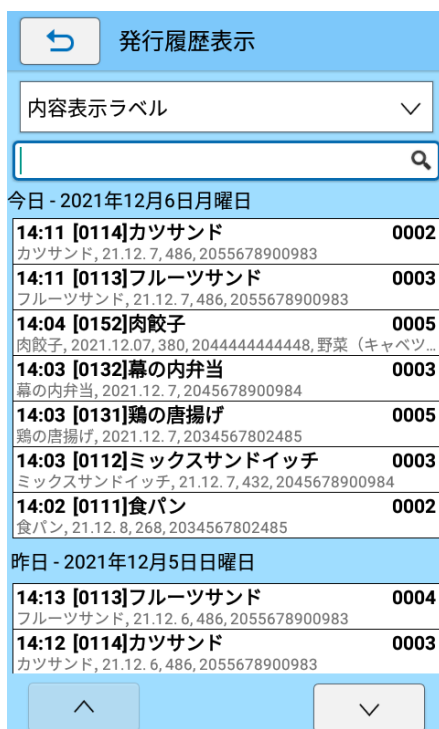 発行履歴表示
内容表示ラベル
今日 - 2021年12月6日月曜日
14:11 [0114]カツサンド 0002
カツサンド, 21.12. 7, 486, 2055678900983
14:11 [0113]フルーツサンド 0003
フルーツサンド, 21.12. 7, 486, 2055678900983
14:04 [0152]肉餃子 0005
肉餃子, 2021.12.07, 380, 2044444444448, 野菜（キャベツ…
14:03 [0132]幕の内弁当 0003
幕の内弁当, 2021.12. 7, 2045678900984
14:03 [0131]鶏の唐揚げ 0005
鶏の唐揚げ, 2021.12. 7, 2034567802485
14:03 [0112]ミックスサンドイッチ 0003
ミックスサンドイッチ, 21.12. 7, 432, 2045678900984
14:02 [0111]食パン 0002
食パン, 21.12. 8, 268, 2034567802485
昨日 - 2021年12月5日日曜日
14:13 [0113]フルーツサンド 0004
フルーツサンド, 21.12. 6, 486, 2055678900983
14:12 [0114]カツサンド 0003
カツサンド, 21.12. 6, 486, 2055678900983